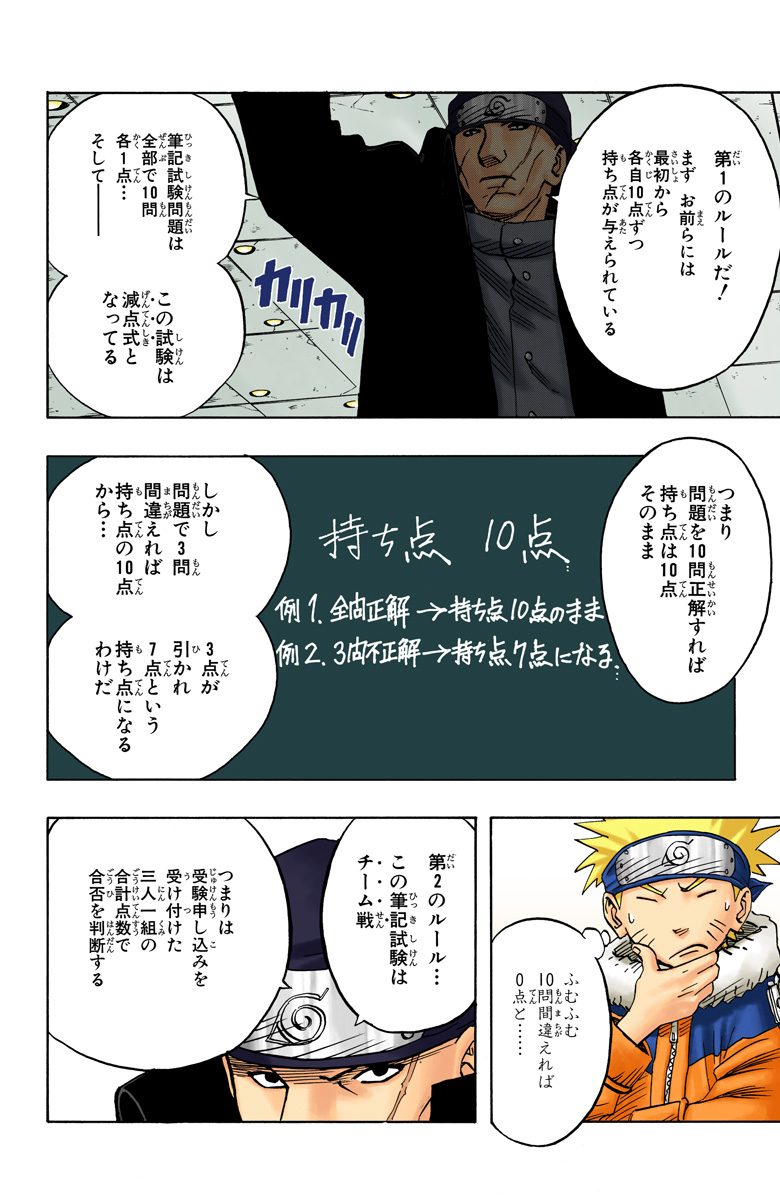 第1のルールだ!
まず お前らには
最初から
各自10点ずつ
持ち点が与えられている
筆記試験問題は
全部で10問
各1点…
そして――
この試験は
減点式と
なってる
カリカリ
つまり
問題を10問正解すれば
持ち点は10点
そのまま
持ち点 10点…
例1.全問正解→持ち点10点のまま
例2.3問不正解→持ち点7点になる…
しかし
問題で3問
間違えれば
持ち点の10点
から…
3点が
引かれ
7点という
持ち点になる
わけだ
ふむふむ
10問間違えれば
0点と……
第2のルール…
この筆記試験は
チーム戦
つまりは
受験申し込みを
受け付けた
三人一組の
合計点数で
合否を判断する